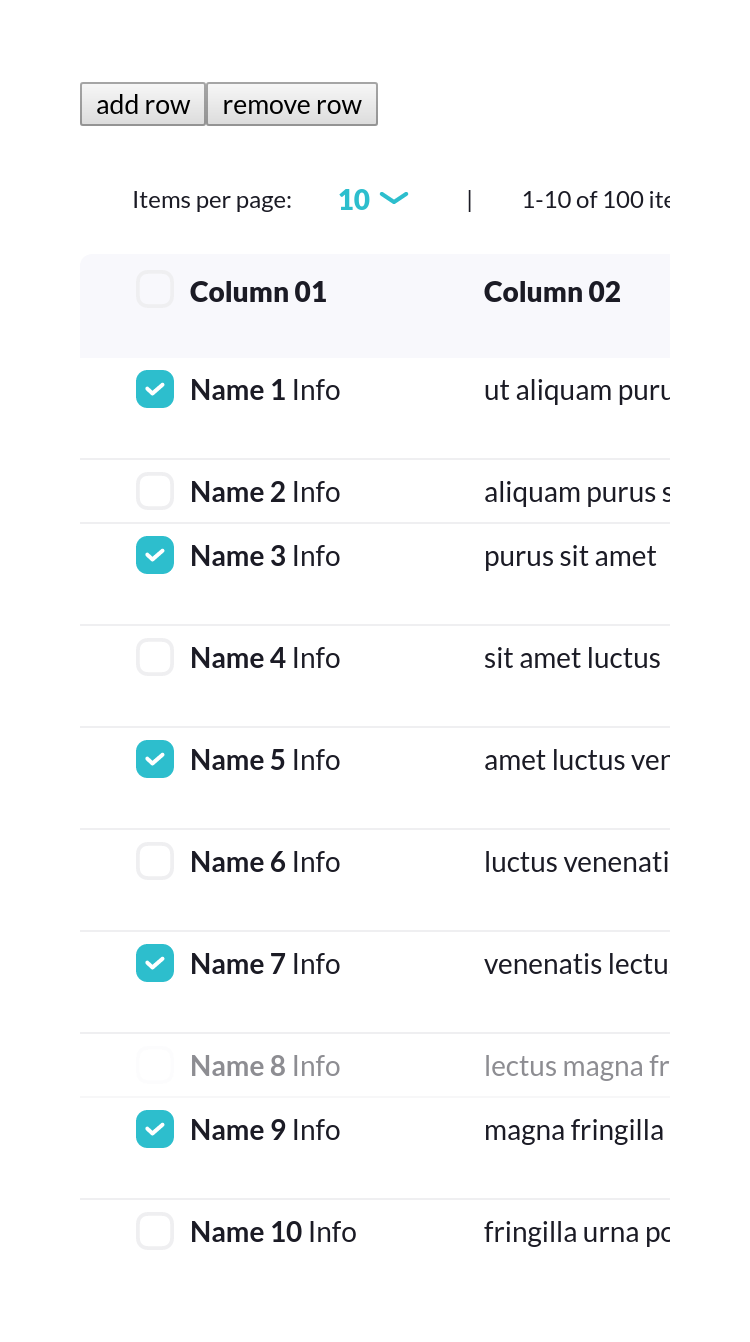 add row remove row
Items per page: 10 | 1-10 of 100 ite
Column 01 Column 02
Name 1 Info ut aliquam puru
Name 2 Info aliquam purus s
Name 3 Info purus sit amet
Name 4 Info sit amet luctus
Name 5 Info amet luctus ven
Name 6 Info luctus venenati
Name 7 Info venenatis lectu
Name 8 Info lectus magna fr
Name 9 Info magna fringilla
Name 10 Info fringilla urna po